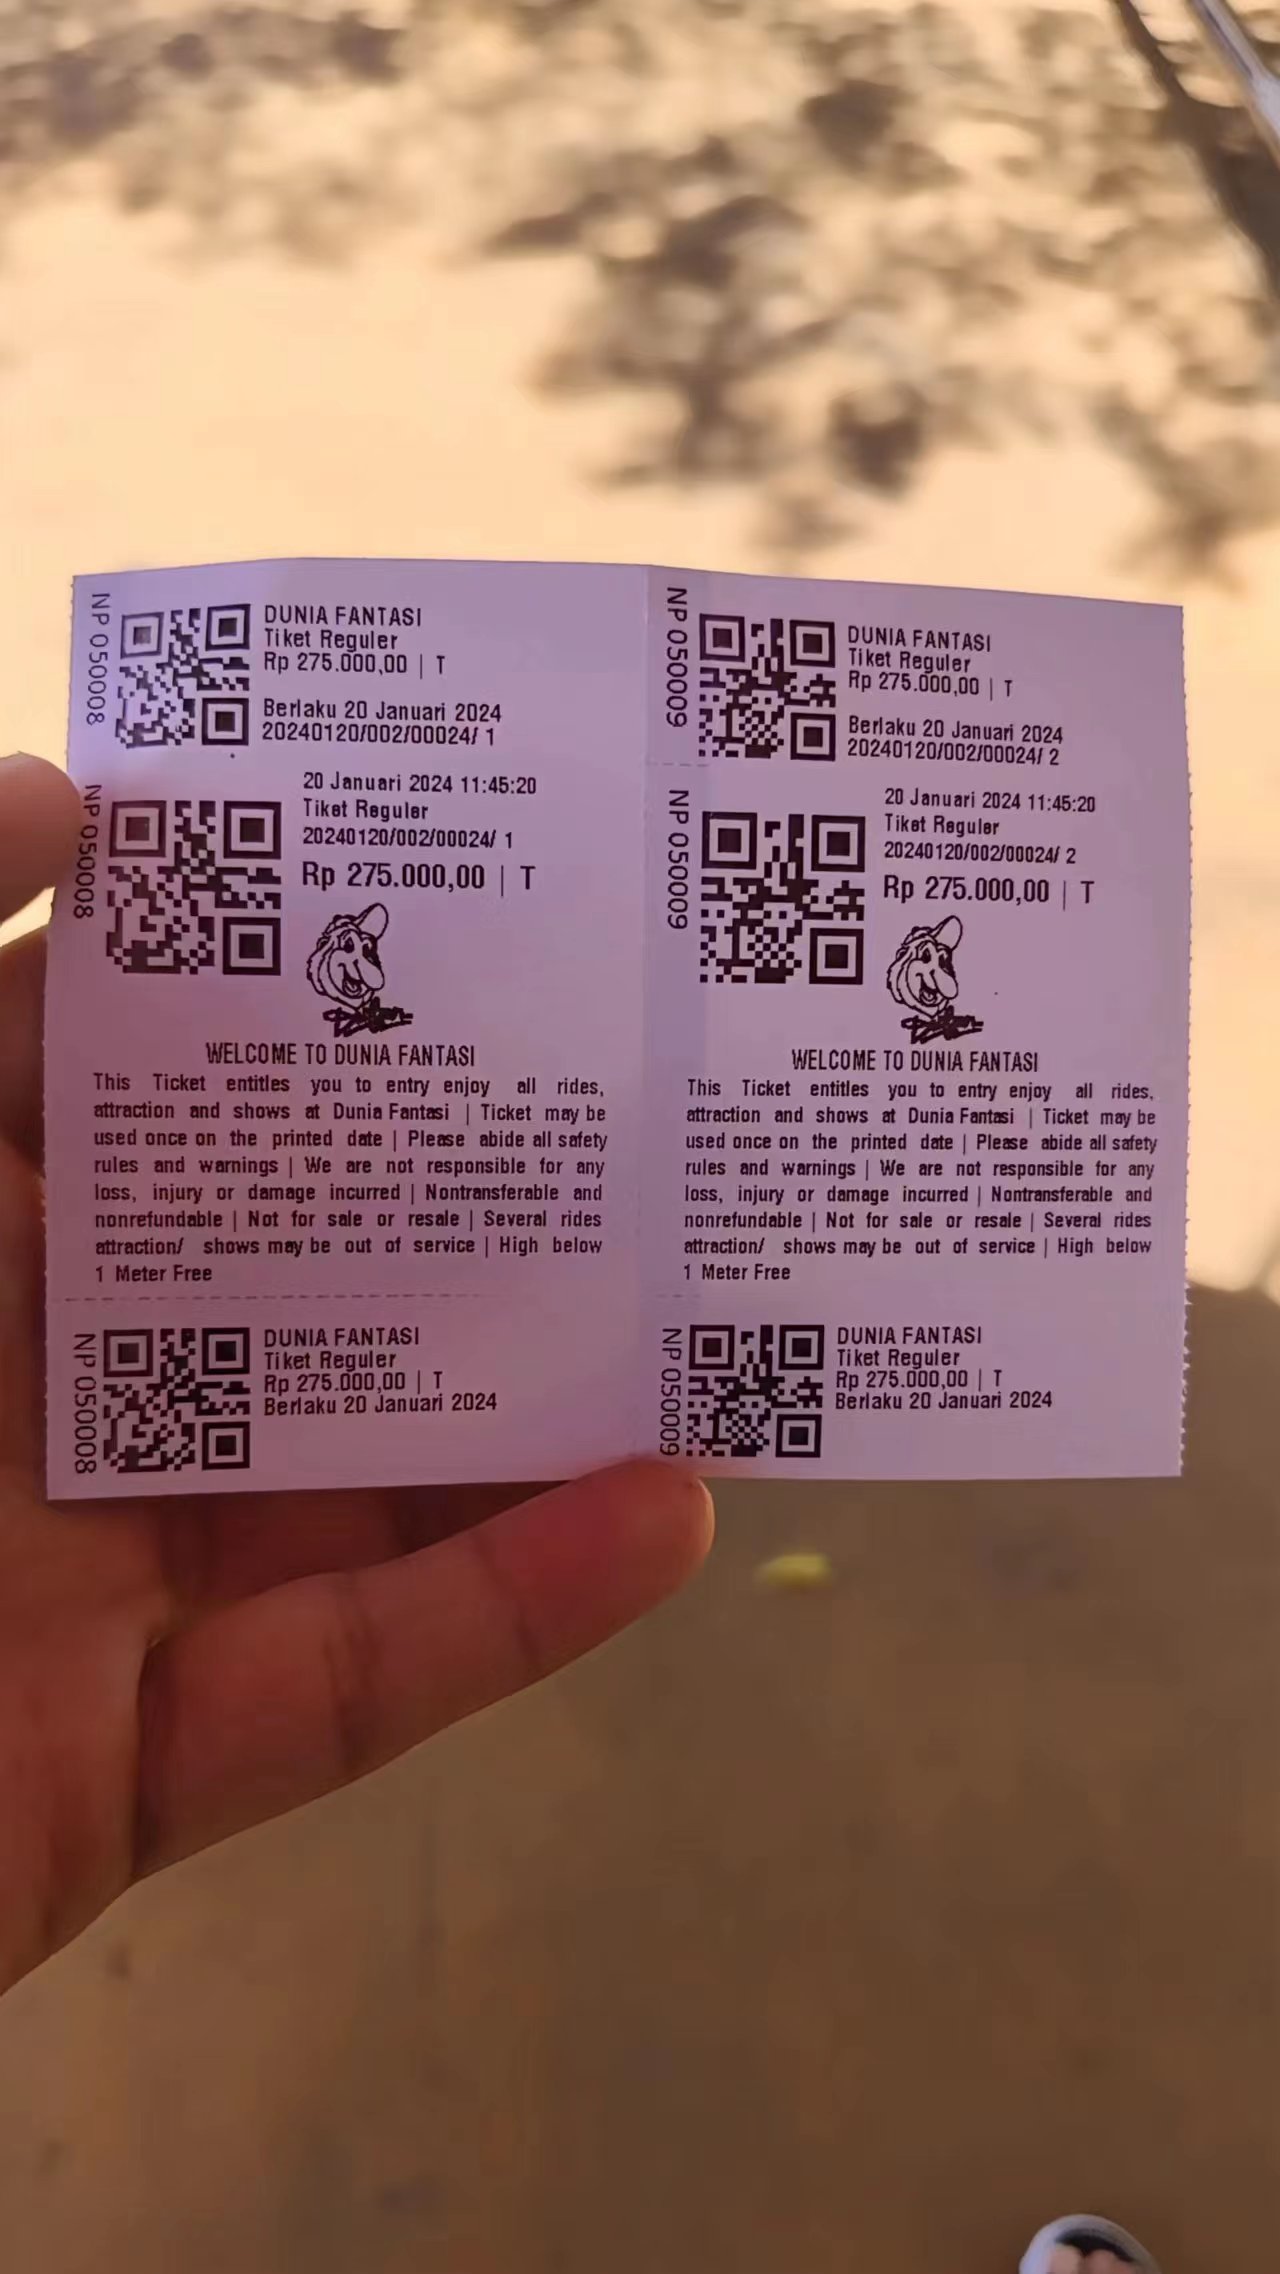 NP 050008
DUNIA FANTASI
Tiket Reguler
Rp 275.000,00 | T
Berlaku 20 Januari 2024
20240120/002/00024/ 1
NP 050008
20 Januari 2024 11:45:20
Tiket Reguler
20240120/002/00024/ 1
Rp 275.000,00 | T
WELCOME TO DUNIA FANTASI
This Ticket entitles you to entry enjoy all rides,
attraction and shows at Dunia Fantasi | Ticket may be
used once on the printed date | Please abide all safety
rules and warnings | We are not responsible for any
loss, injury or damage incurred | Nontransferable and
nonrefundable | Not for sale or resale | Several rides
attraction/ shows may be out of service | High below
1 Meter Free
NP 050008
DUNIA FANTASI
Tiket Reguler
Rp 275.000,00 | T
Berlaku 20 Januari 2024
NP 050009
DUNIA FANTASI
Tiket Reguler
Rp 275.000,00 | T
Berlaku 20 Januari 2024
20240120/002/00024/ 2
NP 050009
20 Januari 2024 11:45:20
Tiket Reguler
20240120/002/00024/ 2
Rp 275.000,00 | T
WELCOME TO DUNIA FANTASI
This Ticket entitles you to entry enjoy all rides,
attraction and shows at Dunia Fantasi | Ticket may be
used once on the printed date | Please abide all safety
rules and warnings | We are not responsible for any
loss, injury or damage incurred | Nontransferable and
nonrefundable | Not for sale or resale | Several rides
attraction/ shows may be out of service | High below
1 Meter Free
NP 050009
DUNIA FANTASI
Tiket Reguler
Rp 275.000,00 | T
Berlaku 20 Januari 2024